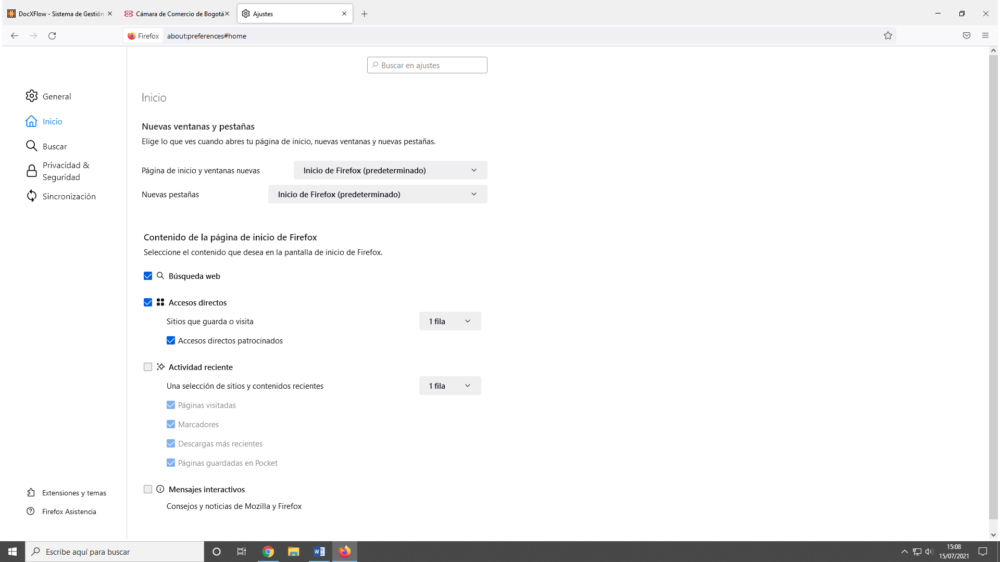 DocXFlow - Sistema de Gestión
Cámara de Comercio de Bogotá
Ajustes
Firefox
about:preferences#home
Buscar en ajustes
General
Inicio
Buscar
Privacidad &
Seguridad
Sincronización
Extensiones y temas
Firefox Asistencia
Inicio
Nuevas ventanas y pestañas
Elige lo que ves cuando abres tu página de inicio, nuevas ventanas y nuevas pestañas.
Página de inicio y ventanas nuevas
Inicio de Firefox (predeterminado)
Nuevas pestañas
Inicio de Firefox (predeterminado)
Contenido de la página de inicio de Firefox
Seleccione el contenido que desea en la pantalla de inicio de Firefox.
Búsqueda web
Accesos directos
Sitios que guarda o visita
1 fila
Accesos directos patrocinados
Actividad reciente
Una selección de sitios y contenidos recientes
1 fila
Páginas visitadas
Marcadores
Descargas más recientes
Páginas guardadas en Pocket
Mensajes interactivos
Consejos y noticias de Mozilla y Firefox
Escribe aquí para buscar
15:08
15/07/2021